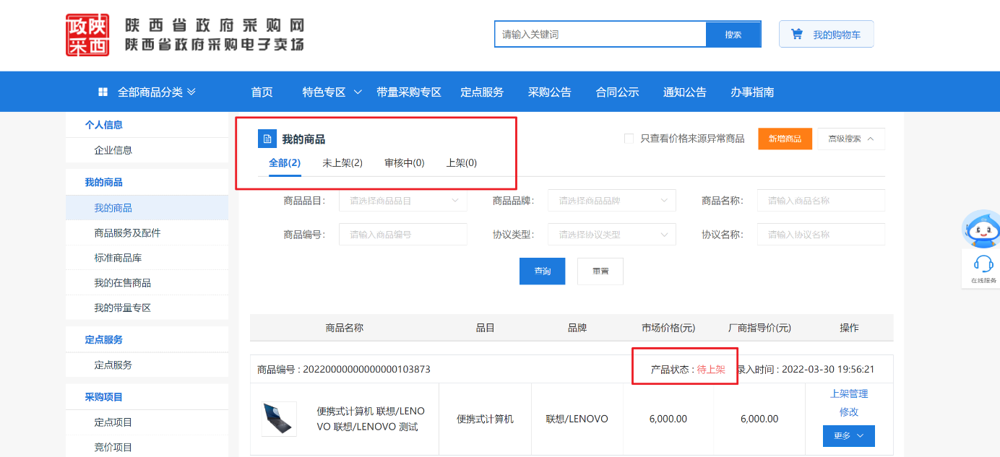 政陕
采西
陕西省政府采购网
陕西省政府采购电子卖场
请输入关键词
搜索
我的购物车
全部商品分类 首页 特色专区 带量采购专区 定点服务 采购公告 合同公示 通知公告 办事指南
个人信息
企业信息
我的商品
我的商品
商品服务及配件
标准商品库
我的在售商品
我的带量专区
定点服务
定点服务
采购项目
定点项目
竞价项目
我的商品
只查看价格来源异常商品 新增商品 高级搜索
全部(2) 未上架(2) 审核中(0) 上架(0)
商品品目： 请选择商品品目 商品品牌： 请选择商品品牌 商品名称： 请输入商品名称
商品编号： 请输入商品编号 协议类型： 请选择协议类型 协议名称： 请输入协议名称
查询 重置
商品名称 品目 品牌 市场价格(元) 厂商指导价(元) 操作
商品编号 : 20220000000000000103873 产品状态 : 待上架 录入时间 : 2022-03-30 19:56:21
便携式计算机 联想/LENO
VO 联想/LENOVO 测试
便携式计算机 联想/LENOVO 6,000.00 6,000.00
上架管理
修改
更多
在线服务